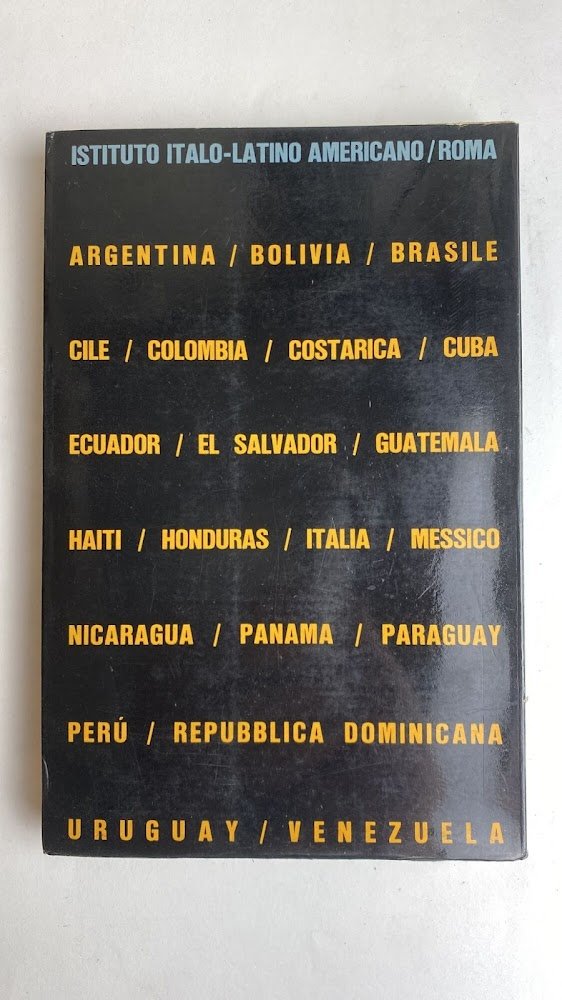 ISTITUTO ITALO-LATINO AMERICANO/ROMA
ARGENTINA / BOLIVIA / BRASILE
CILE / COLOMBIA / COSTARICA / CUBA
ECUADOR / EL SALVADOR / GUATEMALA
HAITI / HONDURAS / ITALIA / MESSICO
NICARAGUA / PANAMA / PARAGUAY
PERÚ / REPUBBLICA DOMINICANA
URUGUAY / VENEZUELA